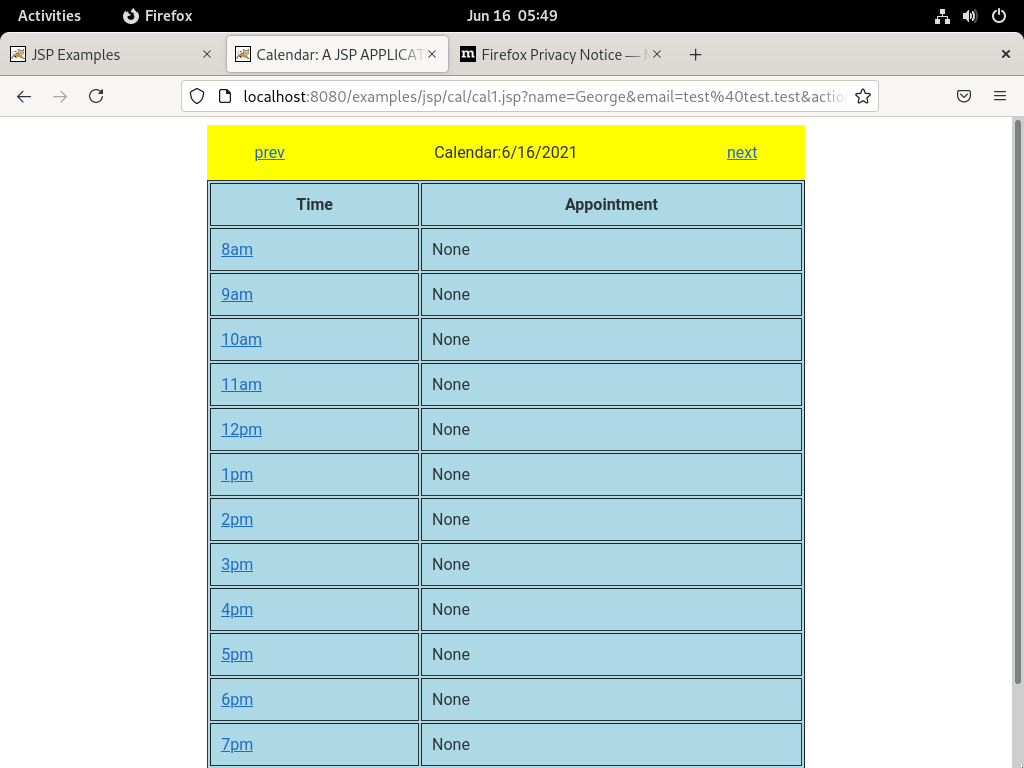 Activities Firefox Jun 16 05:49
JSP Examples Calendar: A JSP APPLICAT Firefox Privacy Notice —
localhost:8080/examples/jsp/cal/cal1.jsp?name=George&email=test%40test.test&actio
prev Calendar:6/16/2021 next
Time Appointment
8am None
9am None
10am None
11am None
12pm None
1pm None
2pm None
3pm None
4pm None
5pm None
6pm None
7pm None